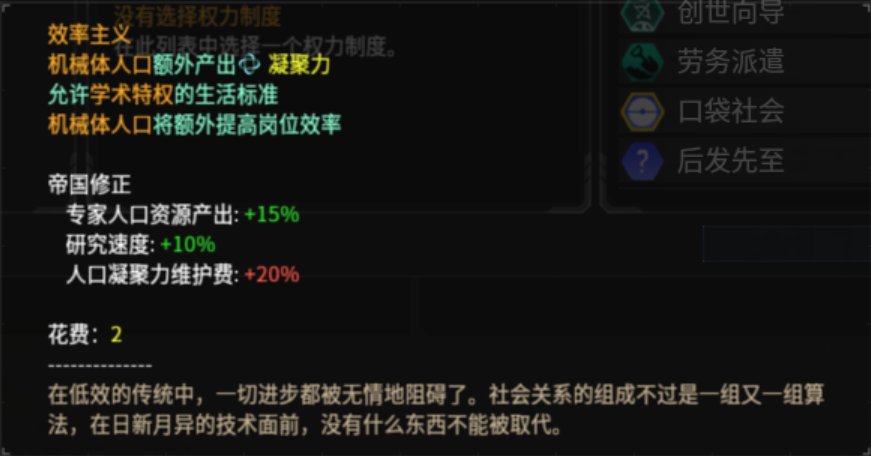 没有选择权力制度
在此列表中选择一个权力制度。
效率主义
机械体人口额外产出 凝聚力
允许学术特权的生活标准
机械体人口将额外提高岗位效率
帝国修正
专家人口资源产出: +15%
研究速度: +10%
人口凝聚力维护费: +20%
花费：2
--------------
在低效的传统中，一切进步都被无情地阻碍了。社会关系的组成不过是一组又一组算
法，在日新月异的技术面前，没有什么东西不能被取代。
创世向导
劳务派遣
口袋社会
后发先至